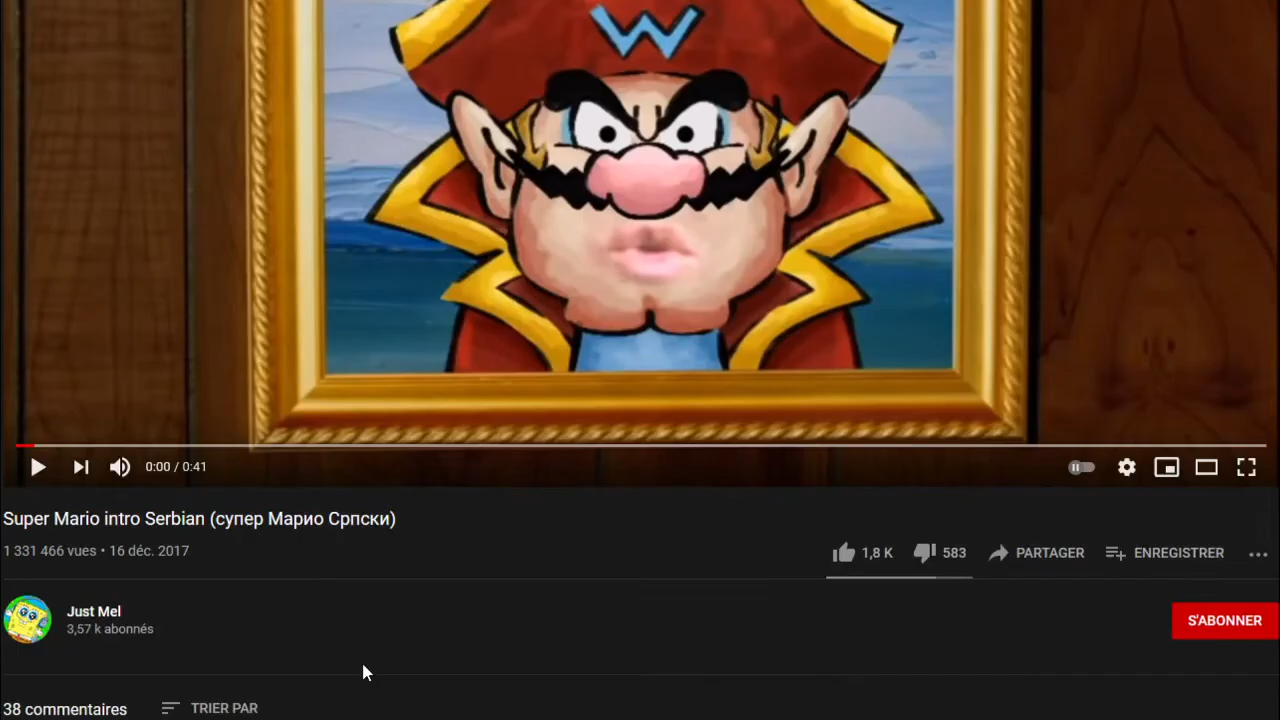 W
0:00 / 0:41
Super Mario intro Serbian (супер Марио Српски)
1 331 466 vues • 16 déc. 2017
1,8 K 583 PARTAGER ENREGISTRER
Just Mel
3,57 k abonnés
S'ABONNER
38 commentaires TRIER PAR